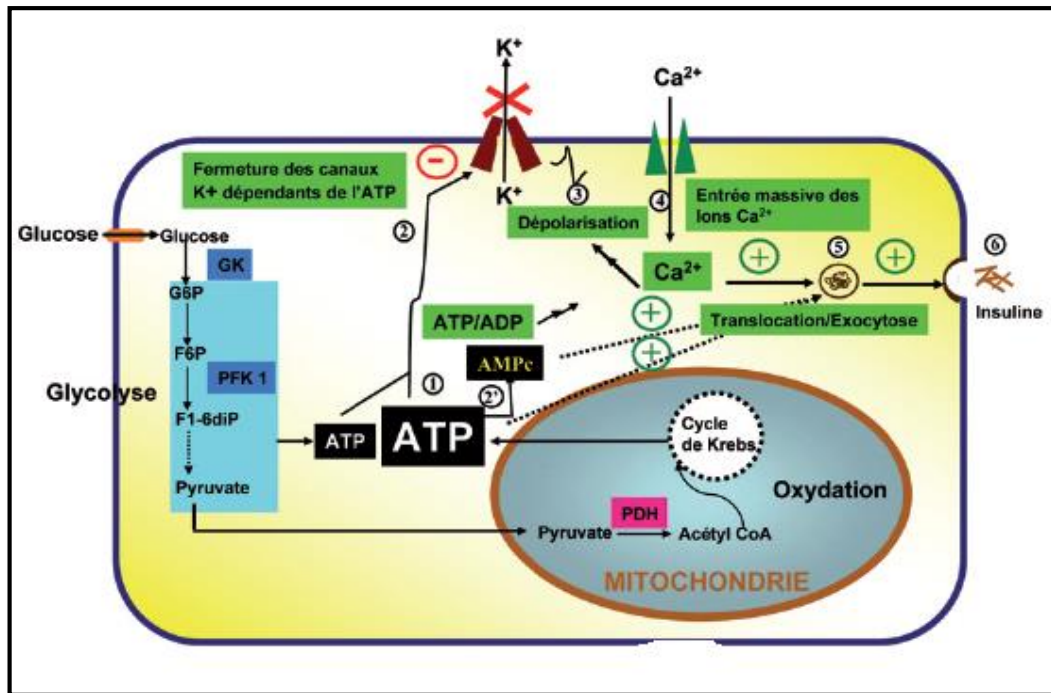 K+
Ca2+
Fermeture des canaux
K+ dépendants de l'ATP
−
K+
②
③
Dépolarisation
④
Entrée massive des
Ions Ca2+
Glucose
Glucose
GK
G6P
F6P
PFK 1
F1-6diP
Pyruvate
Glycolyse
Ca2+
+
⑤
+
⑥
Insuline
ATP/ADP
+
+
Translocation/Exocytose
AMPc
①
②'
ATP
ATP
Cycle
de Krebs
Oxydation
Pyruvate
PDH
Acétyl CoA
MITOCHONDRIE